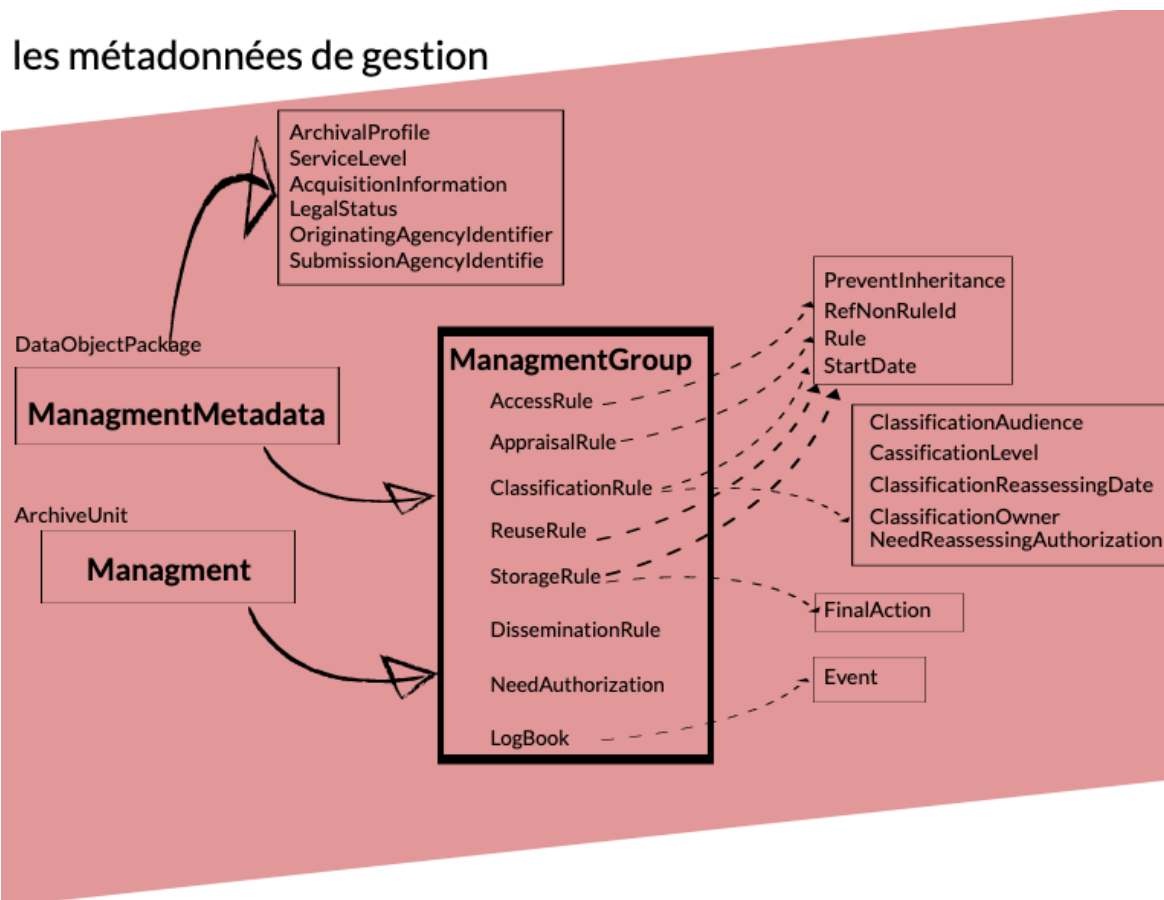 les métadonnées de gestion
ArchivalProfile
ServiceLevel
AcquisitionInformation
LegalStatus
OriginatingAgencyIdentifier
SubmissionAgencyIdentifie
DataObjectPackage
ManagmentMetadata
ArchiveUnit
Managment
ManagmentGroup
AccessRule
AppraisalRule
ClassificationRule
ReuseRule
StorageRule
DisseminationRule
NeedAuthorization
LogBook
PreventInheritance
RefNonRuleId
Rule
StartDate
ClassificationAudience
CassificationLevel
ClassificationReassessingDate
ClassificationOwner
NeedReassessingAuthorization
FinalAction
Event